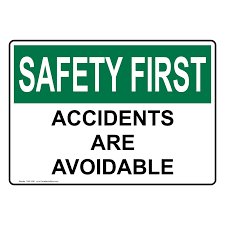 SAFETY FIRST
ACCIDENTS
ARE
AVOIDABLE